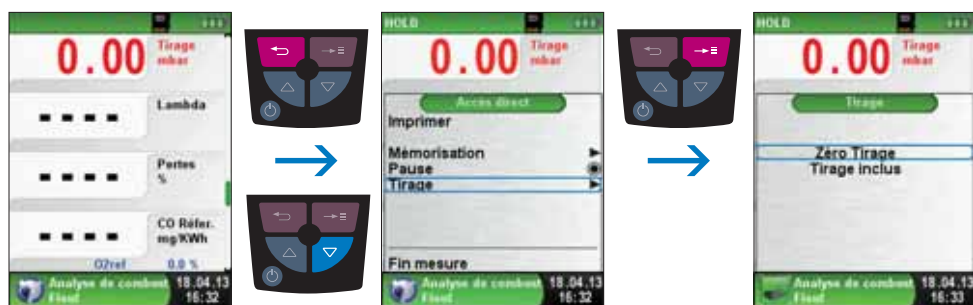 0.00 Tirage
mbar
- - - - Lambda
- - - - Pertes
%
- - - - CO Référ.
mg/KWh
O2ref 0.0 %
Analyse de combust 18.04.13
Fioul 16:32
HOLD
0.00 Tirage
mbar
Accès direct
Imprimer
Mémorisation
Pause
Tirage
Fin mesure
Analyse de combust 18.04.13
Fioul 16:32
HOLD
0.00 Tirage
mbar
Tirage
Zéro Tirage
Tirage inclus
Analyse de combust 18.04.13
Fioul 16:33